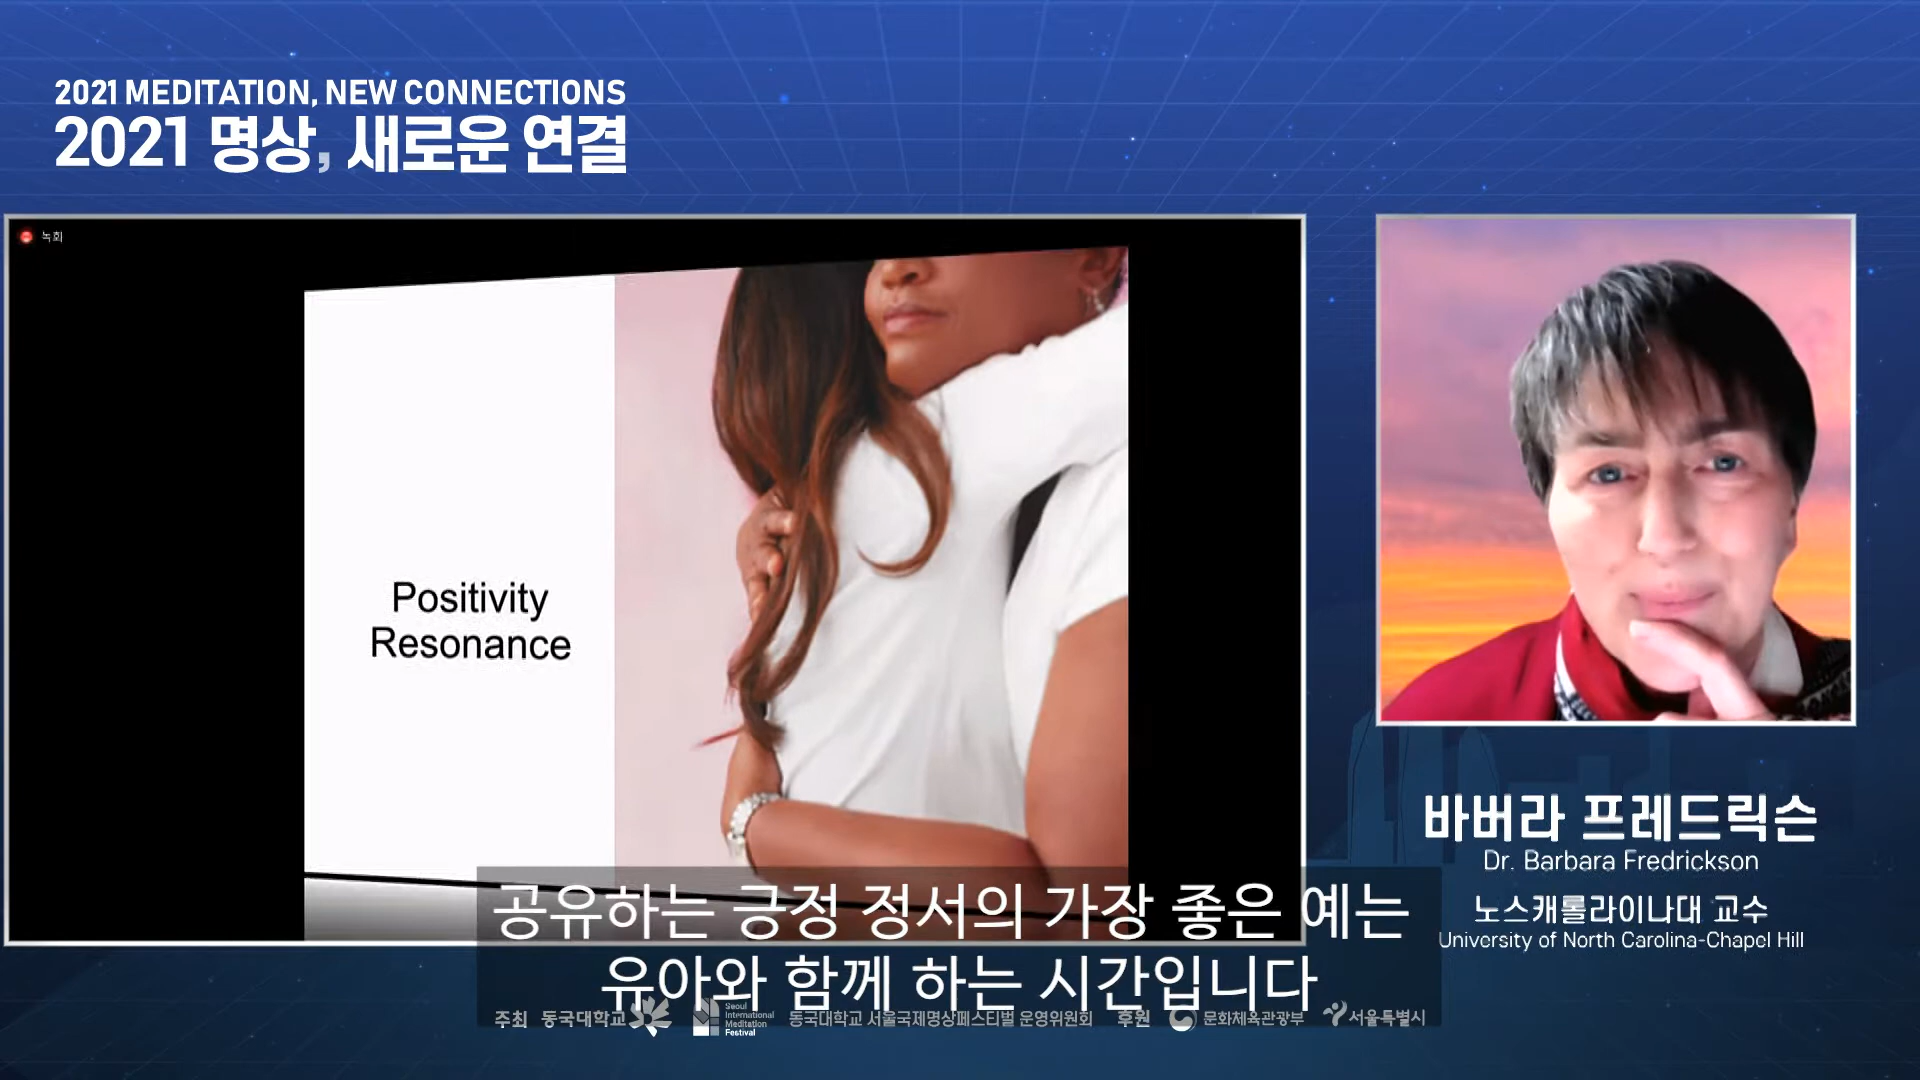 2021 MEDITATION, NEW CONNECTIONS
2021 명상, 새로운 연결
녹화
Positivity
Resonance
바버라 프레드릭슨
Dr. Barbara Fredrickson
노스캐롤라이나대 교수
University of North Carolina-Chapel Hill
공유하는 긍정 정서의 가장 좋은 예는
유아와 함께 하는 시간입니다
주최 동국대학교
Seoul
International
Meditation
Festival
동국대학교 서울국제명상페스티벌 운영위원회 후원 문화체육관광부 서울특별시